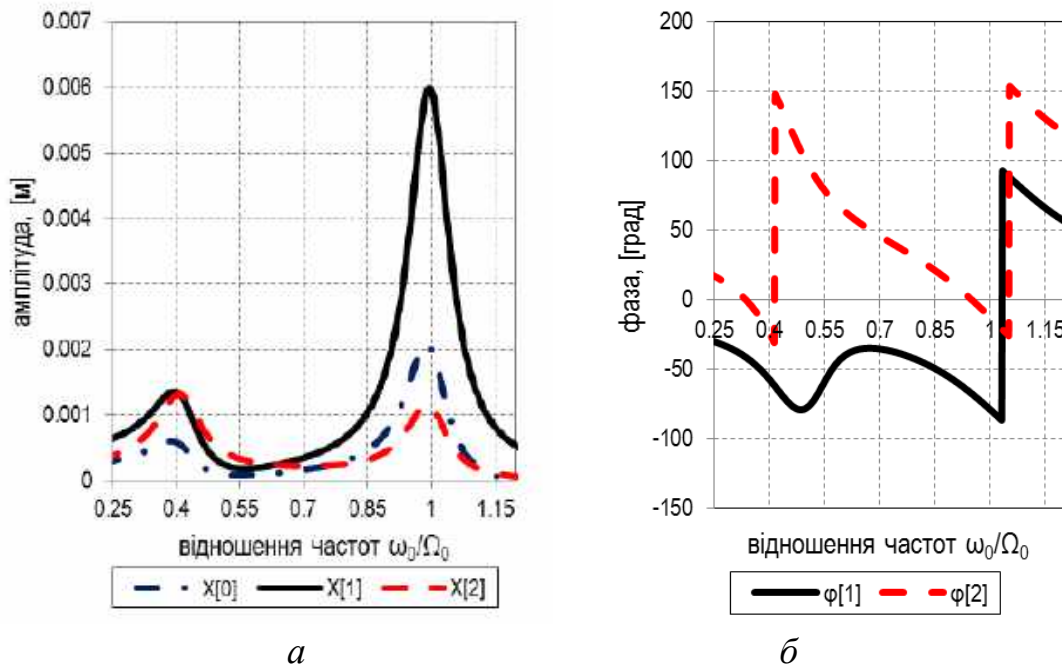 0.007
0.006
0.005
0.004
0.003
0.002
0.001
0
амплітуда, [м]
0.25 0.4 0.55 0.7 0.85 1 1.15
відношення частот ω₀/Ω₀
X[0] X[1] X[2]
а
200
150
100
50
0
-50
-100
-150
фаза, [град]
0.25 0.4 0.55 0.7 0.85 1 1.15
відношення частот ω₀/Ω₀
φ[1] φ[2]
б